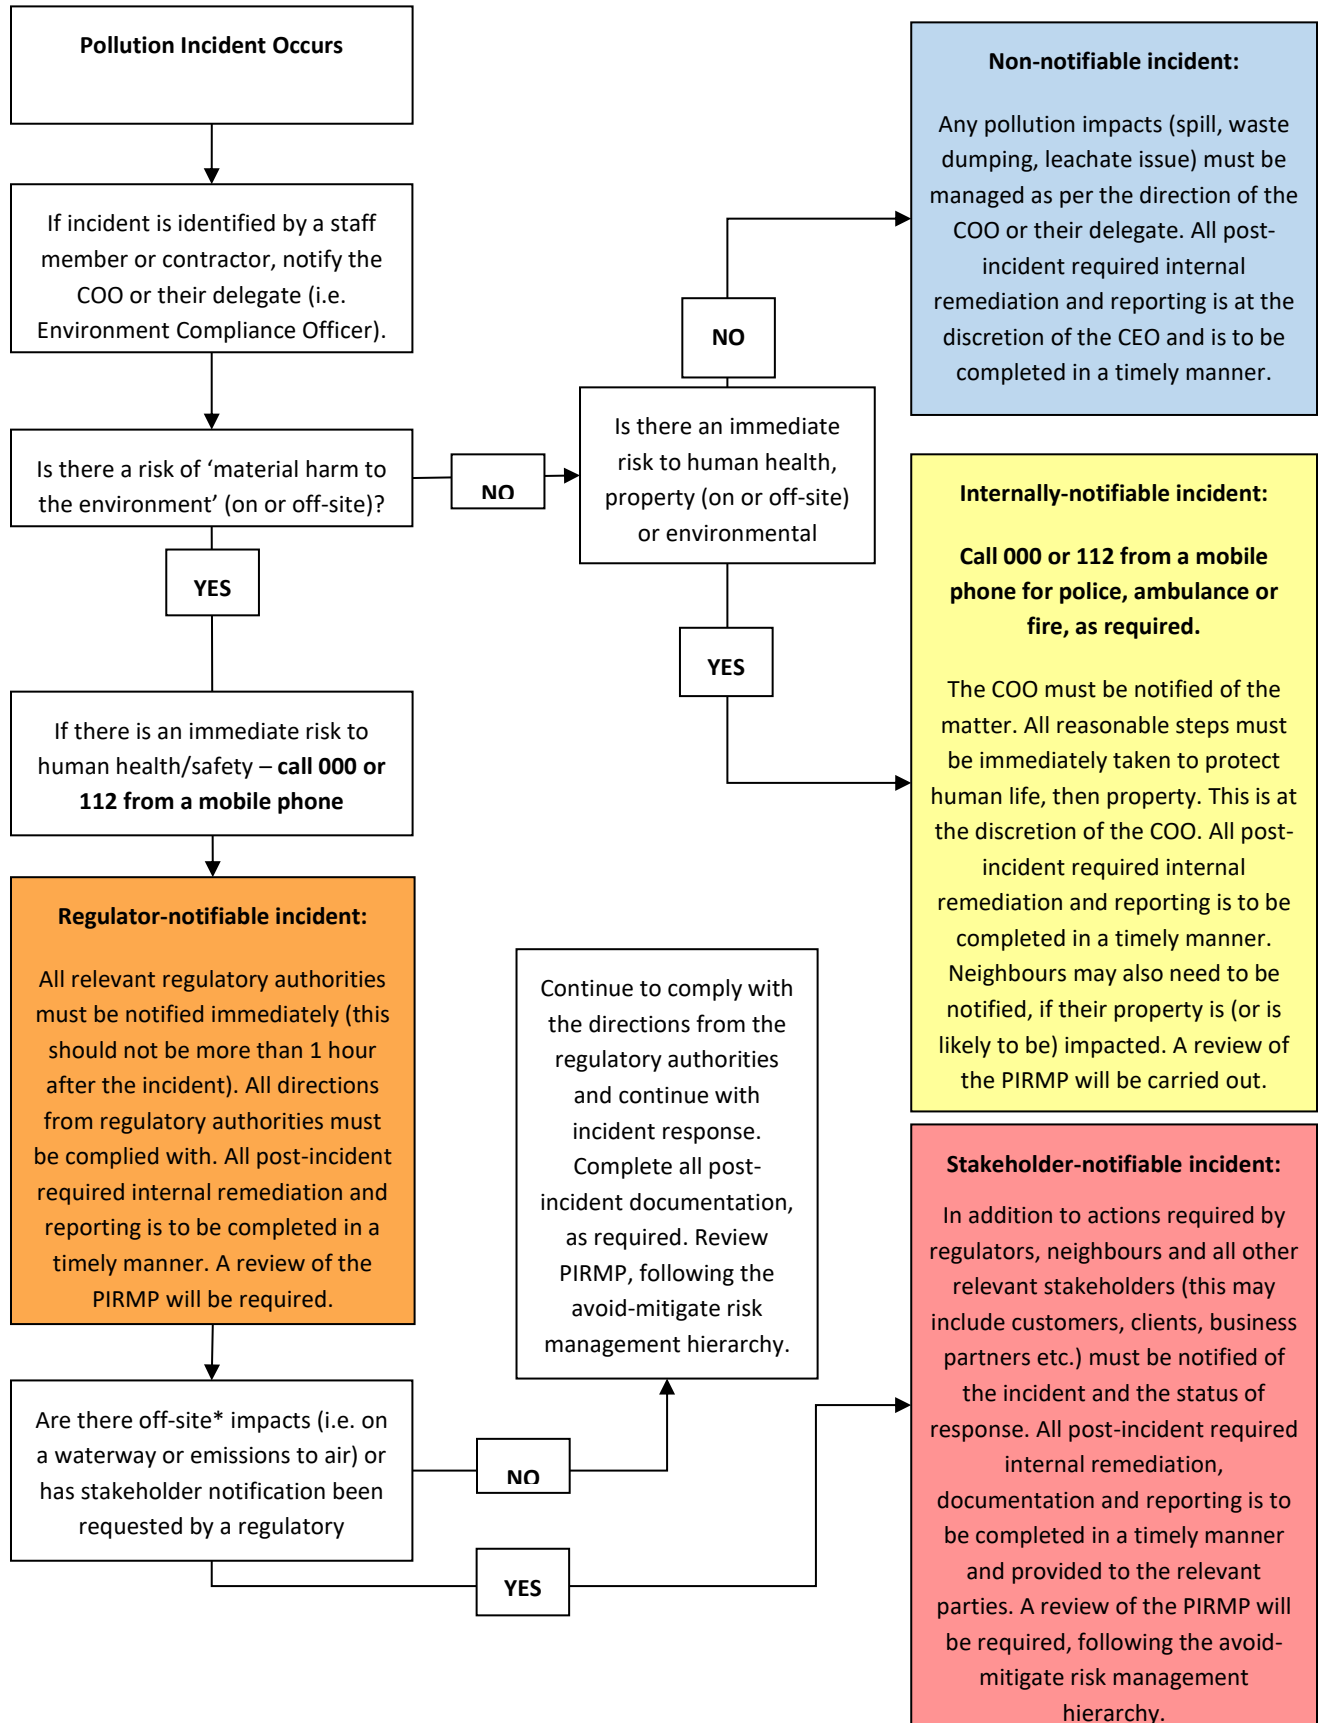 Pollution Incident Occurs
If incident is identified by a staff
member or contractor, notify the
COO or their delegate (i.e.
Environment Compliance Officer).
Is there a risk of ‘material harm to
the environment’ (on or off-site)?
NO
YES
Is there an immediate
risk to human health,
property (on or off-site)
or environmental
NO
YES
Non-notifiable incident:
Any pollution impacts (spill, waste
dumping, leachate issue) must be
managed as per the direction of the
COO or their delegate. All post-
incident required internal
remediation and reporting is at the
discretion of the CEO and is to be
completed in a timely manner.
Internally-notifiable incident:
Call 000 or 112 from a mobile
phone for police, ambulance or
fire, as required.
The COO must be notified of the
matter. All reasonable steps must
be immediately taken to protect
human life, then property. This is at
the discretion of the COO. All post-
incident required internal
remediation and reporting is to be
completed in a timely manner.
Neighbours may also need to be
notified, if their property is (or is
likely to be) impacted. A review of
the PIRMP will be carried out.
If there is an immediate risk to
human health/safety – call 000 or
112 from a mobile phone
Regulator-notifiable incident:
All relevant regulatory authorities
must be notified immediately (this
should not be more than 1 hour
after the incident). All directions
from regulatory authorities must
be complied with. All post-incident
required internal remediation and
reporting is to be completed in a
timely manner. A review of the
PIRMP will be required.
Are there off-site* impacts (i.e. on
a waterway or emissions to air) or
has stakeholder notification been
requested by a regulatory
NO
YES
Continue to comply with
the directions from the
regulatory authorities
and continue with
incident response.
Complete all post-
incident documentation,
as required. Review
PIRMP, following the
avoid-mitigate risk
management hierarchy.
Stakeholder-notifiable incident:
In addition to actions required by
regulators, neighbours and all other
relevant stakeholders (this may
include customers, clients, business
partners etc.) must be notified of
the incident and the status of
response. All post-incident required
internal remediation,
documentation and reporting is to
be completed in a timely manner
and provided to the relevant
parties. A review of the PIRMP will
be required, following the avoid-
mitigate risk management
hierarchy.